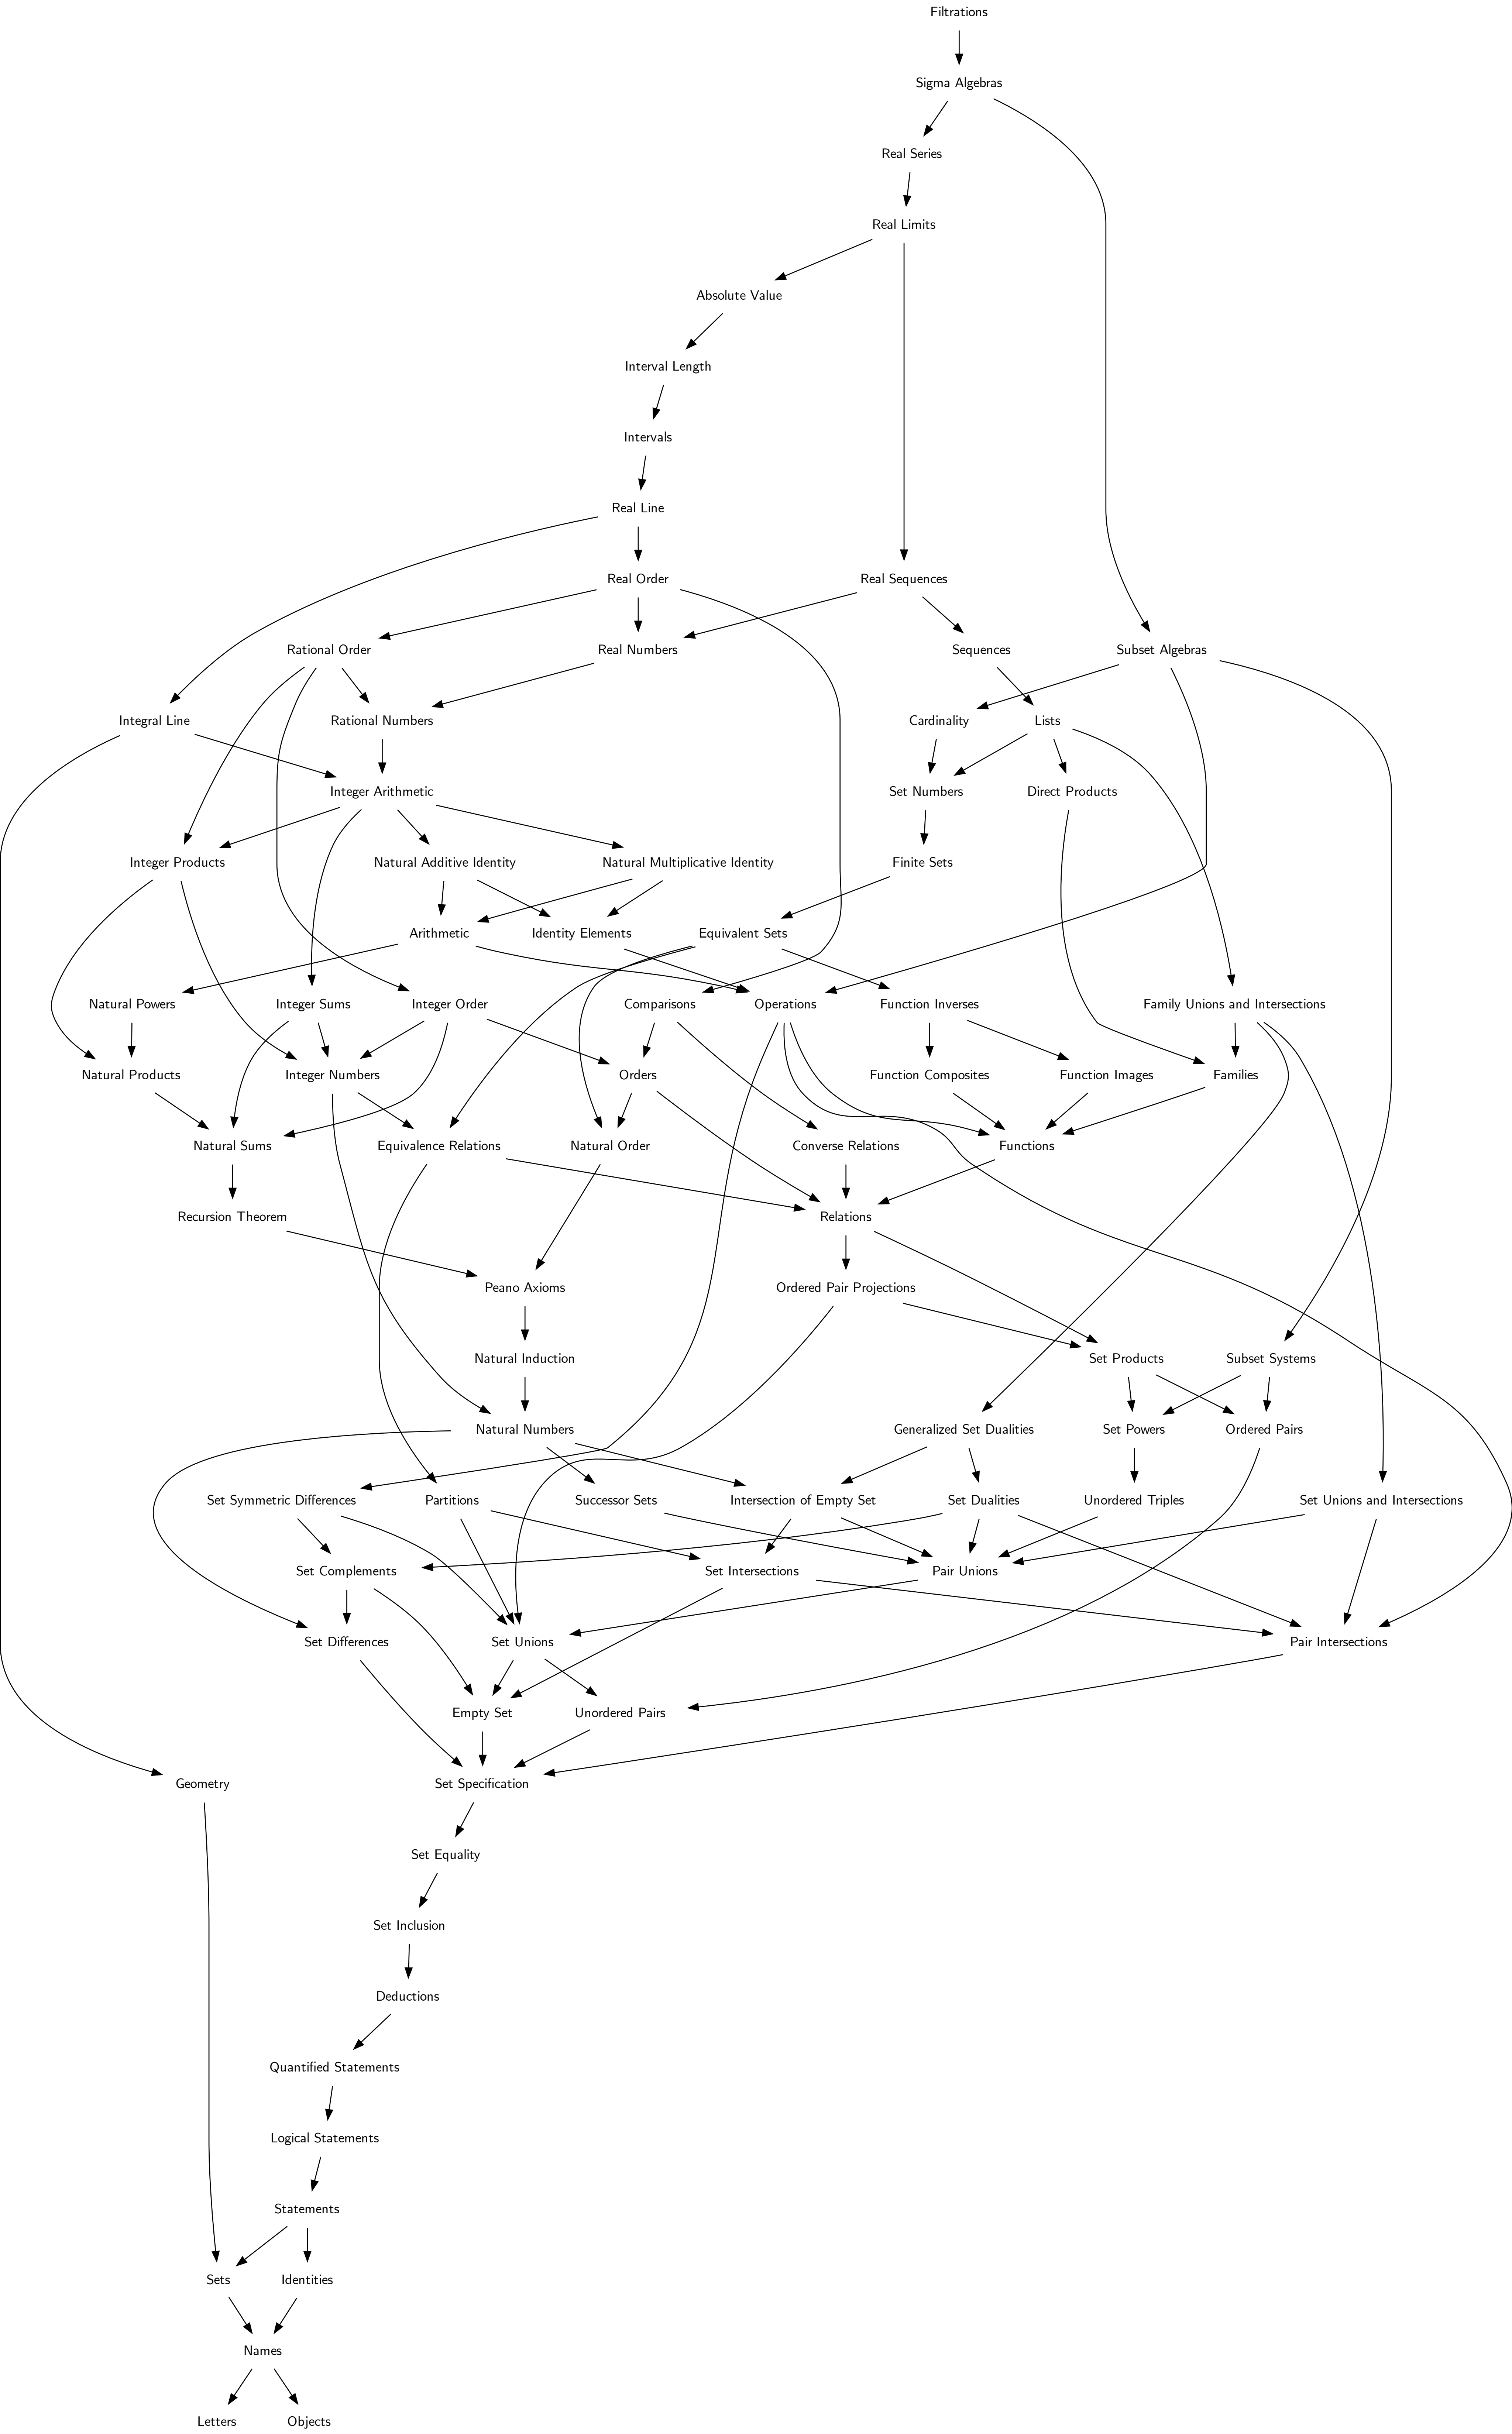 Filtrations
Sigma Algebras
Real Series
Real Limits
Absolute Value
Interval Length
Intervals
Real Line
Real Order
Real Sequences
Rational Order
Real Numbers
Sequences
Subset Algebras
Integral Line
Rational Numbers
Cardinality
Lists
Integer Arithmetic
Set Numbers
Direct Products
Integer Products
Natural Additive Identity
Natural Multiplicative Identity
Finite Sets
Arithmetic
Identity Elements
Equivalent Sets
Natural Powers
Integer Sums
Integer Order
Comparisons
Operations
Function Inverses
Family Unions and Intersections
Natural Products
Integer Numbers
Orders
Function Composites
Function Images
Families
Natural Sums
Equivalence Relations
Natural Order
Converse Relations
Functions
Recursion Theorem
Relations
Peano Axioms
Ordered Pair Projections
Natural Induction
Set Products
Subset Systems
Natural Numbers
Generalized Set Dualities
Set Powers
Ordered Pairs
Set Symmetric Differences
Partitions
Successor Sets
Intersection of Empty Set
Set Dualities
Unordered Triples
Set Unions and Intersections
Set Complements
Set Intersections
Pair Unions
Set Differences
Set Unions
Pair Intersections
Empty Set
Unordered Pairs
Geometry
Set Specification
Set Equality
Set Inclusion
Deductions
Quantified Statements
Logical Statements
Statements
Sets
Identities
Names
Letters
Objects